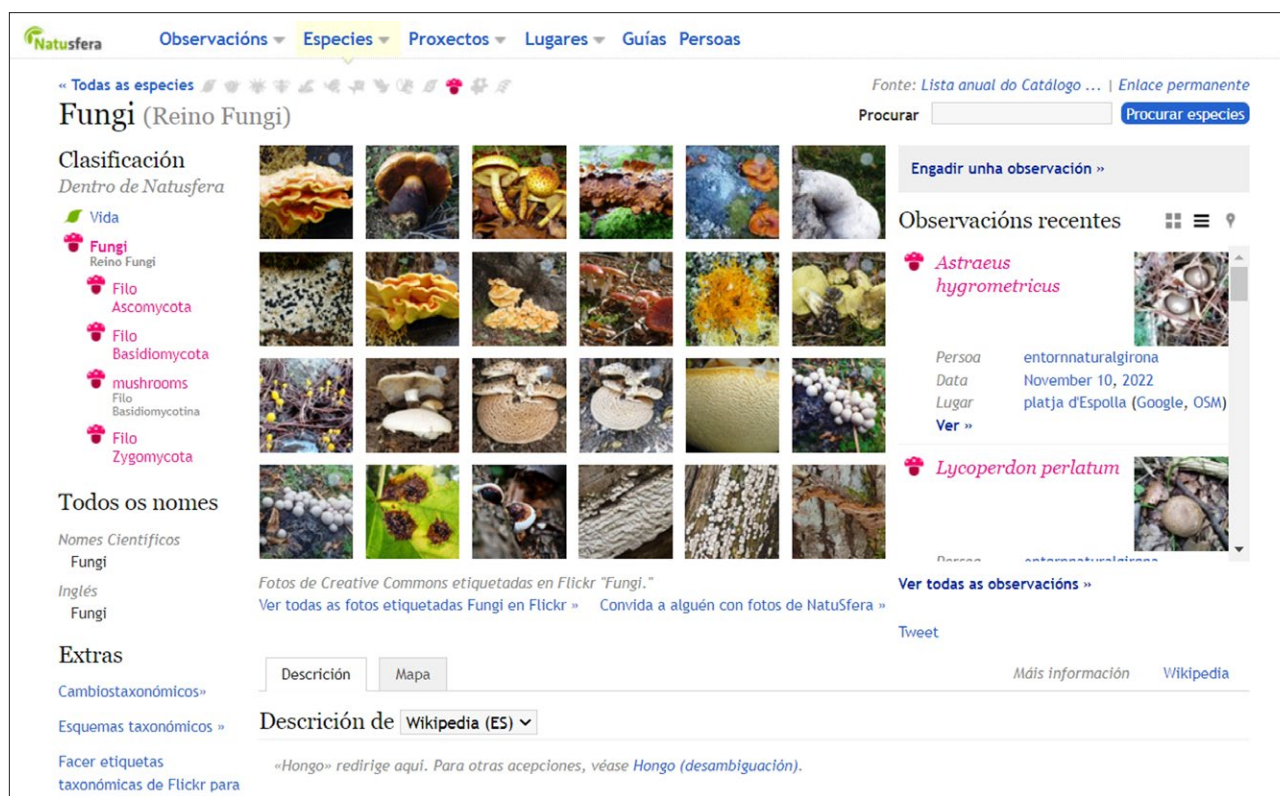 Natusfera
Observacións Especies Proxectos Lugares Guías Persoas
« Todas as especies
Fonte: Lista anual do Catálogo ... | Enlace permanente
Fungi (Reino Fungi)
Procurar Procurar especies
Clasificación
Dentro de Natusfera
Vida
Fungi
Reino Fungi
Filo
Ascomycota
Filo
Basidiomycota
mushrooms
Filo
Basidiomycotina
Filo
Zygomycota
Todos os nomes
Nomes Científicos
Fungi
Inglés
Fungi
Extras
Cambiostaxonómicos»
Esquemas taxonómicos »
Facer etiquetas
taxonómicas de Flickr para
Fotos de Creative Commons etiquetadas en Flickr "Fungi."
Ver todas as fotos etiquetadas Fungi en Flickr » Convida a alguén con fotos de NatuSfera »
Descrición Mapa
Máis información Wikipedia
Descrición de Wikipedia (ES)
«Hongo» redirige aquí. Para otras acepciones, véase Hongo (desambiguación).
Engadir unha observación »
Observacións recentes
Astraeus
hygrometricus
Persoa entornnaturalgirona
Data November 10, 2022
Lugar platja d'Espolla (Google, OSM)
Ver »
Lycoperdon perlatum
Persoa entornnaturalgirona
Ver todas as observacións »
Tweet